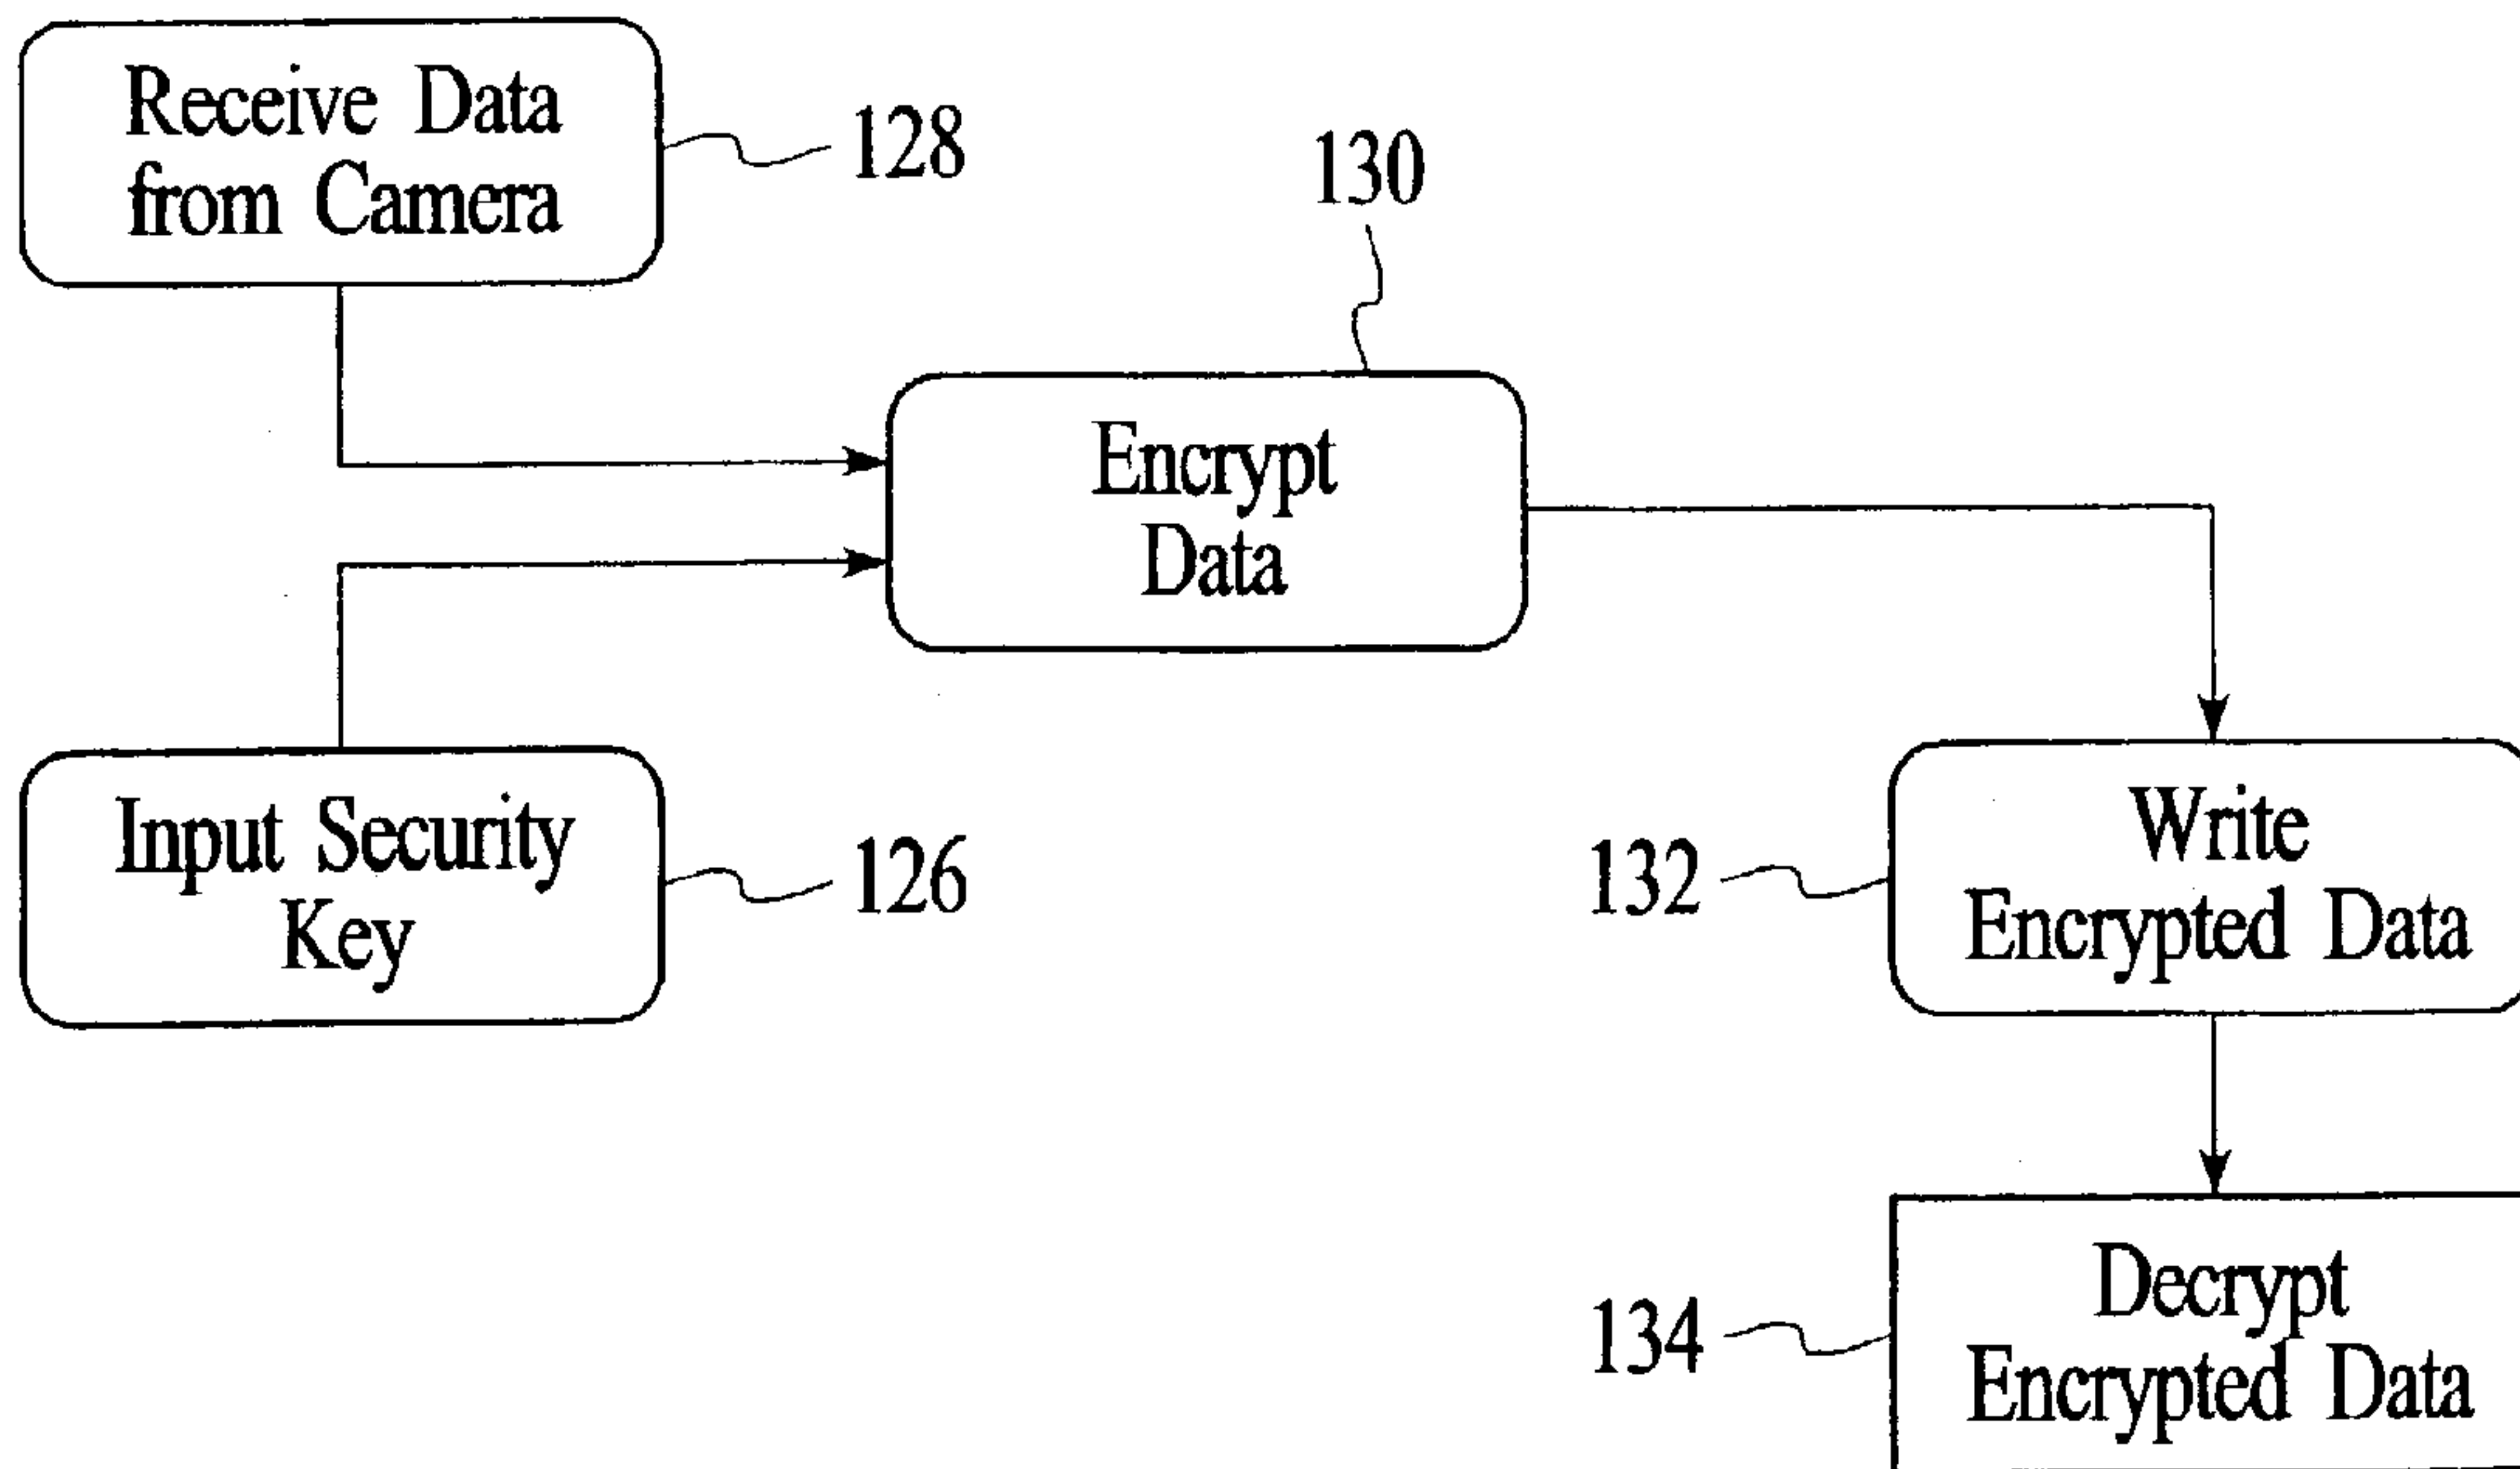 Receive Data
from Camera
128
130
Encrypt
Data
Input Security
Key
126
132
Write
Encrypted Data
134
Decrypt
Encrypted Data